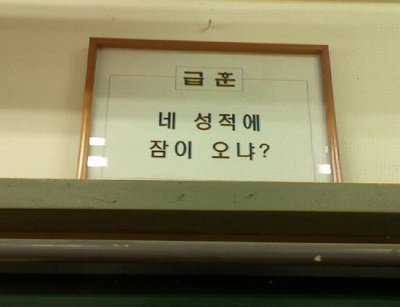 급훈
네 성적에
잠이 오냐?